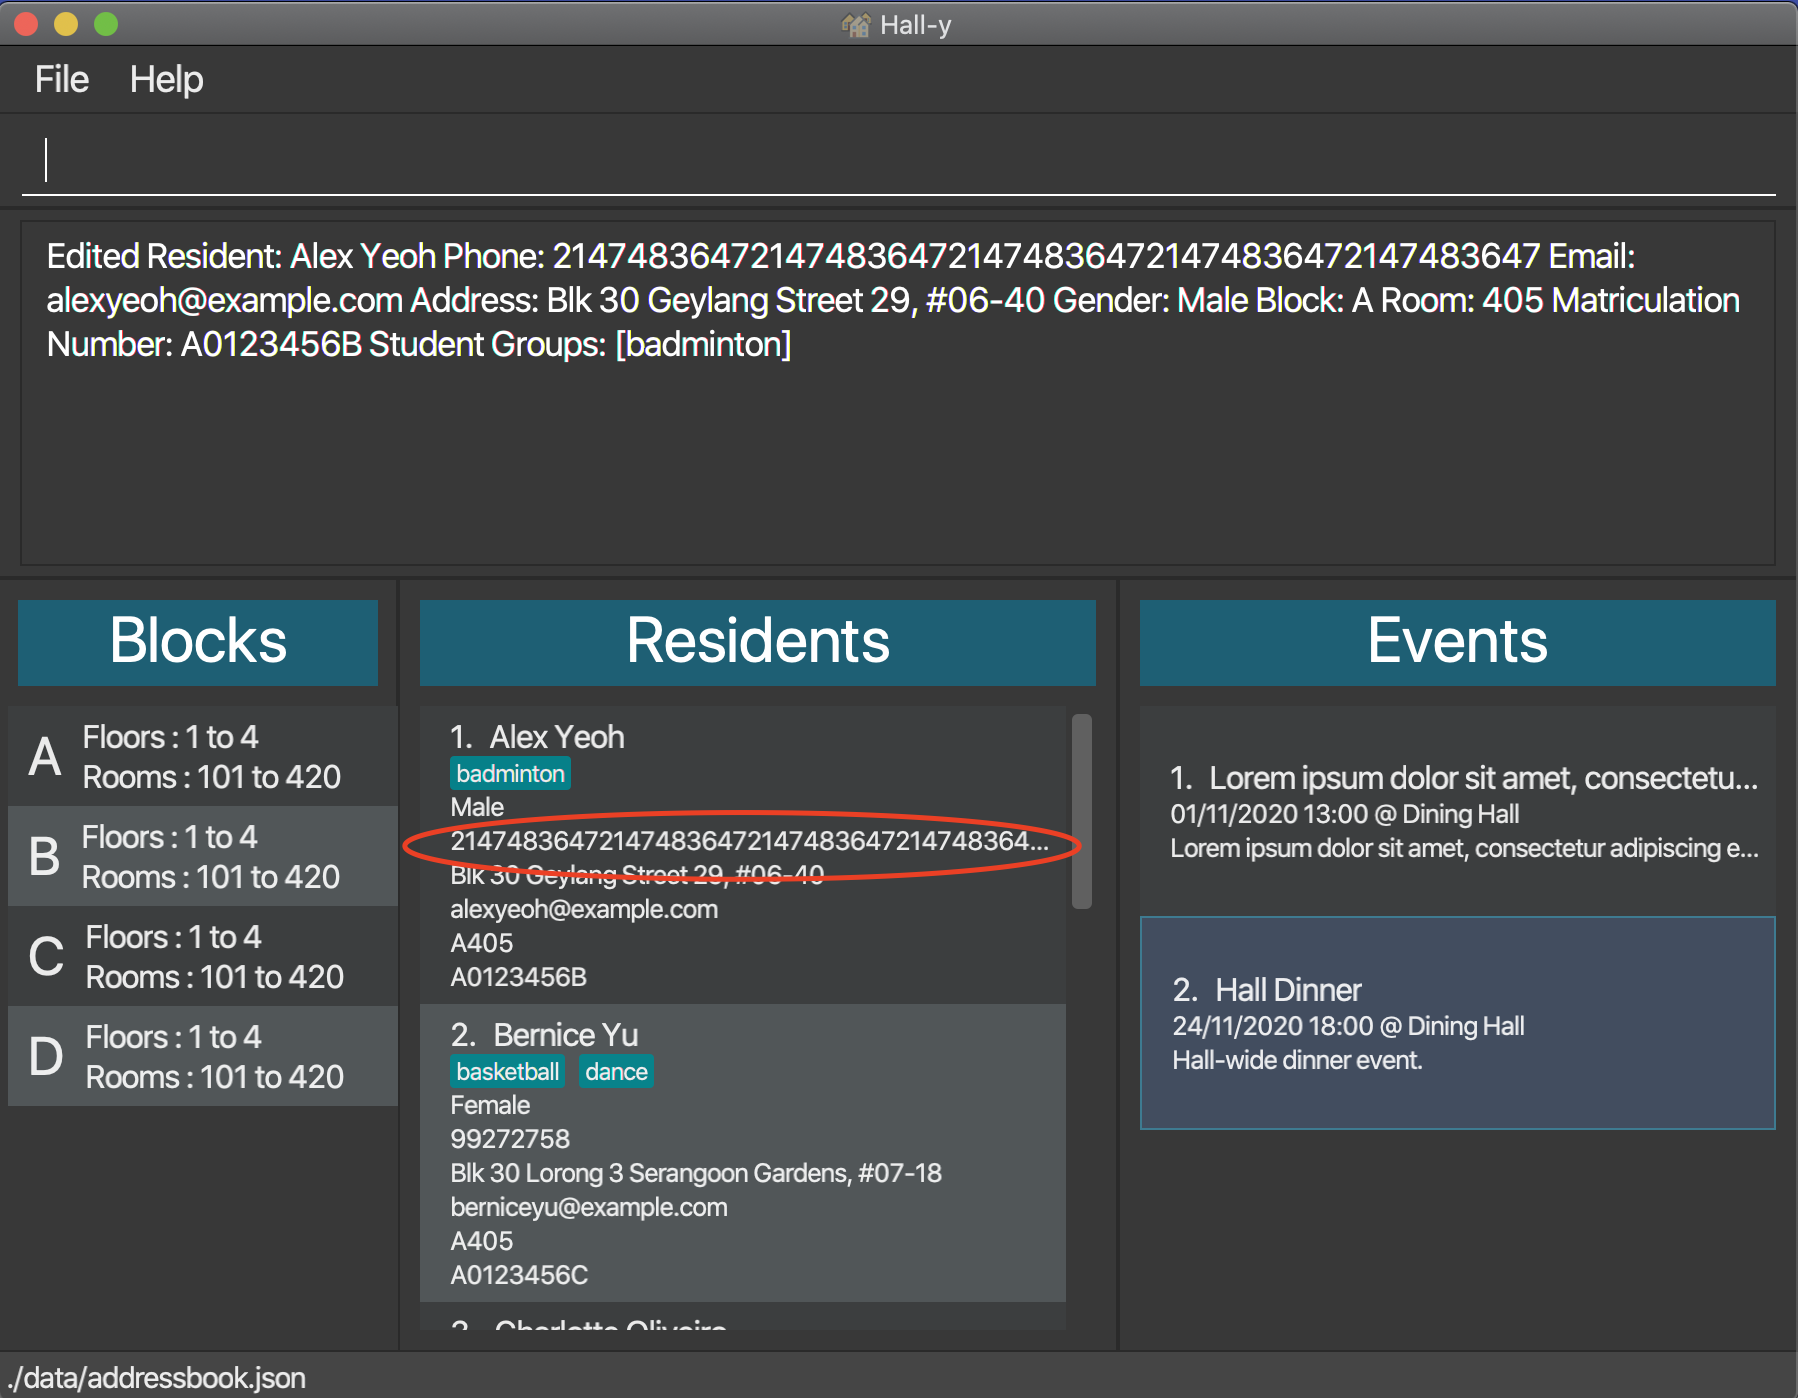 Hall-y
File Help
Edited Resident: Alex Yeoh Phone: 21474836472147483647214748364721474836472147483647 Email:
alexyeoh@example.com Address: Blk 30 Geylang Street 29, #06-40 Gender: Male Block: A Room: 405 Matriculation
Number: A0123456B Student Groups: [badminton]
Blocks
A
Floors : 1 to 4
Rooms : 101 to 420
B
Floors : 1 to 4
Rooms : 101 to 420
C
Floors : 1 to 4
Rooms : 101 to 420
D
Floors : 1 to 4
Rooms : 101 to 420
Residents
1. Alex Yeoh
badminton
Male
214748364721474836472147483647214748364...
Blk 30 Geylang Street 29, #06-40
alexyeoh@example.com
A405
A0123456B
2. Bernice Yu
basketball dance
Female
99272758
Blk 30 Lorong 3 Serangoon Gardens, #07-18
berniceyu@example.com
A405
A0123456C
3. Charlotte Oliveiro
Events
1. Lorem ipsum dolor sit amet, consectetu...
01/11/2020 13:00 @ Dining Hall
Lorem ipsum dolor sit amet, consectetur adipiscing e...
2. Hall Dinner
24/11/2020 18:00 @ Dining Hall
Hall-wide dinner event.
./data/addressbook.json